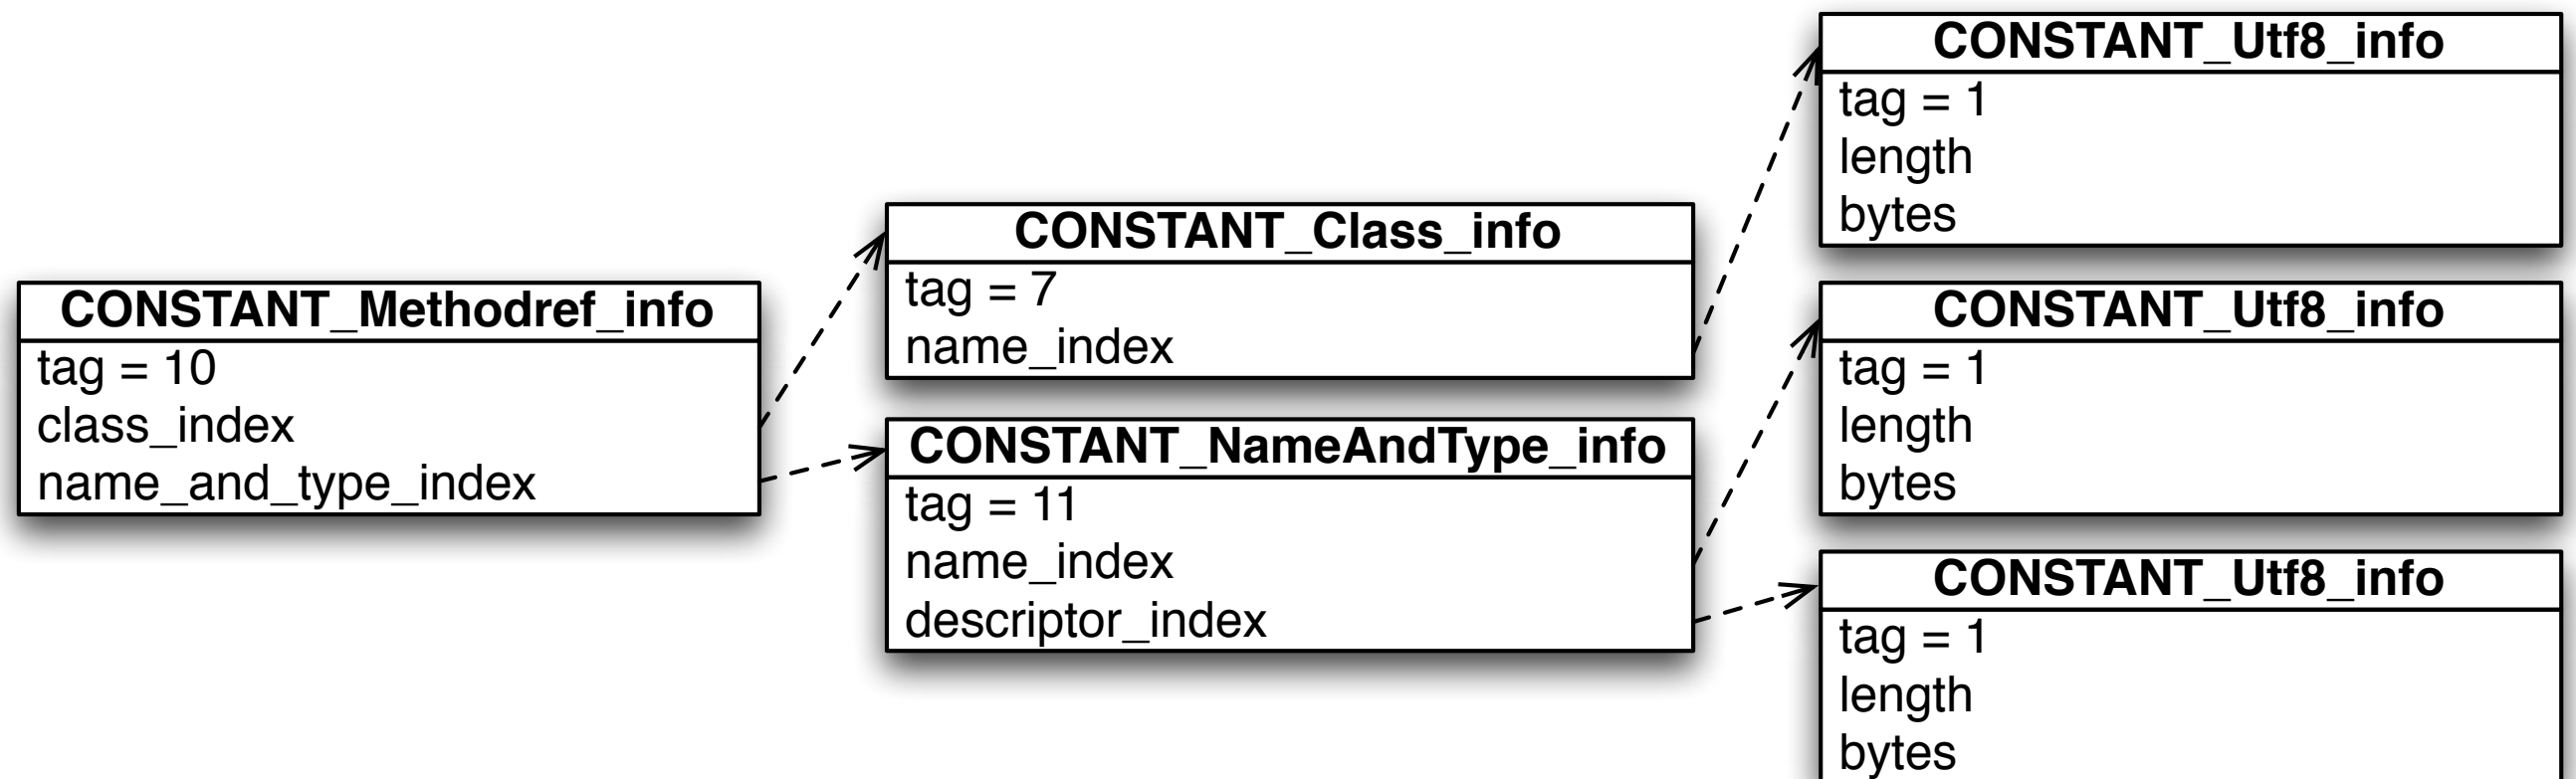 CONSTANT_Methodref_info
tag = 10
class_index
name_and_type_index
CONSTANT_Class_info
tag = 7
name_index
CONSTANT_NameAndType_info
tag = 11
name_index
descriptor_index
CONSTANT_Utf8_info
tag = 1
length
bytes
CONSTANT_Utf8_info
tag = 1
length
bytes
CONSTANT_Utf8_info
tag = 1
length
bytes